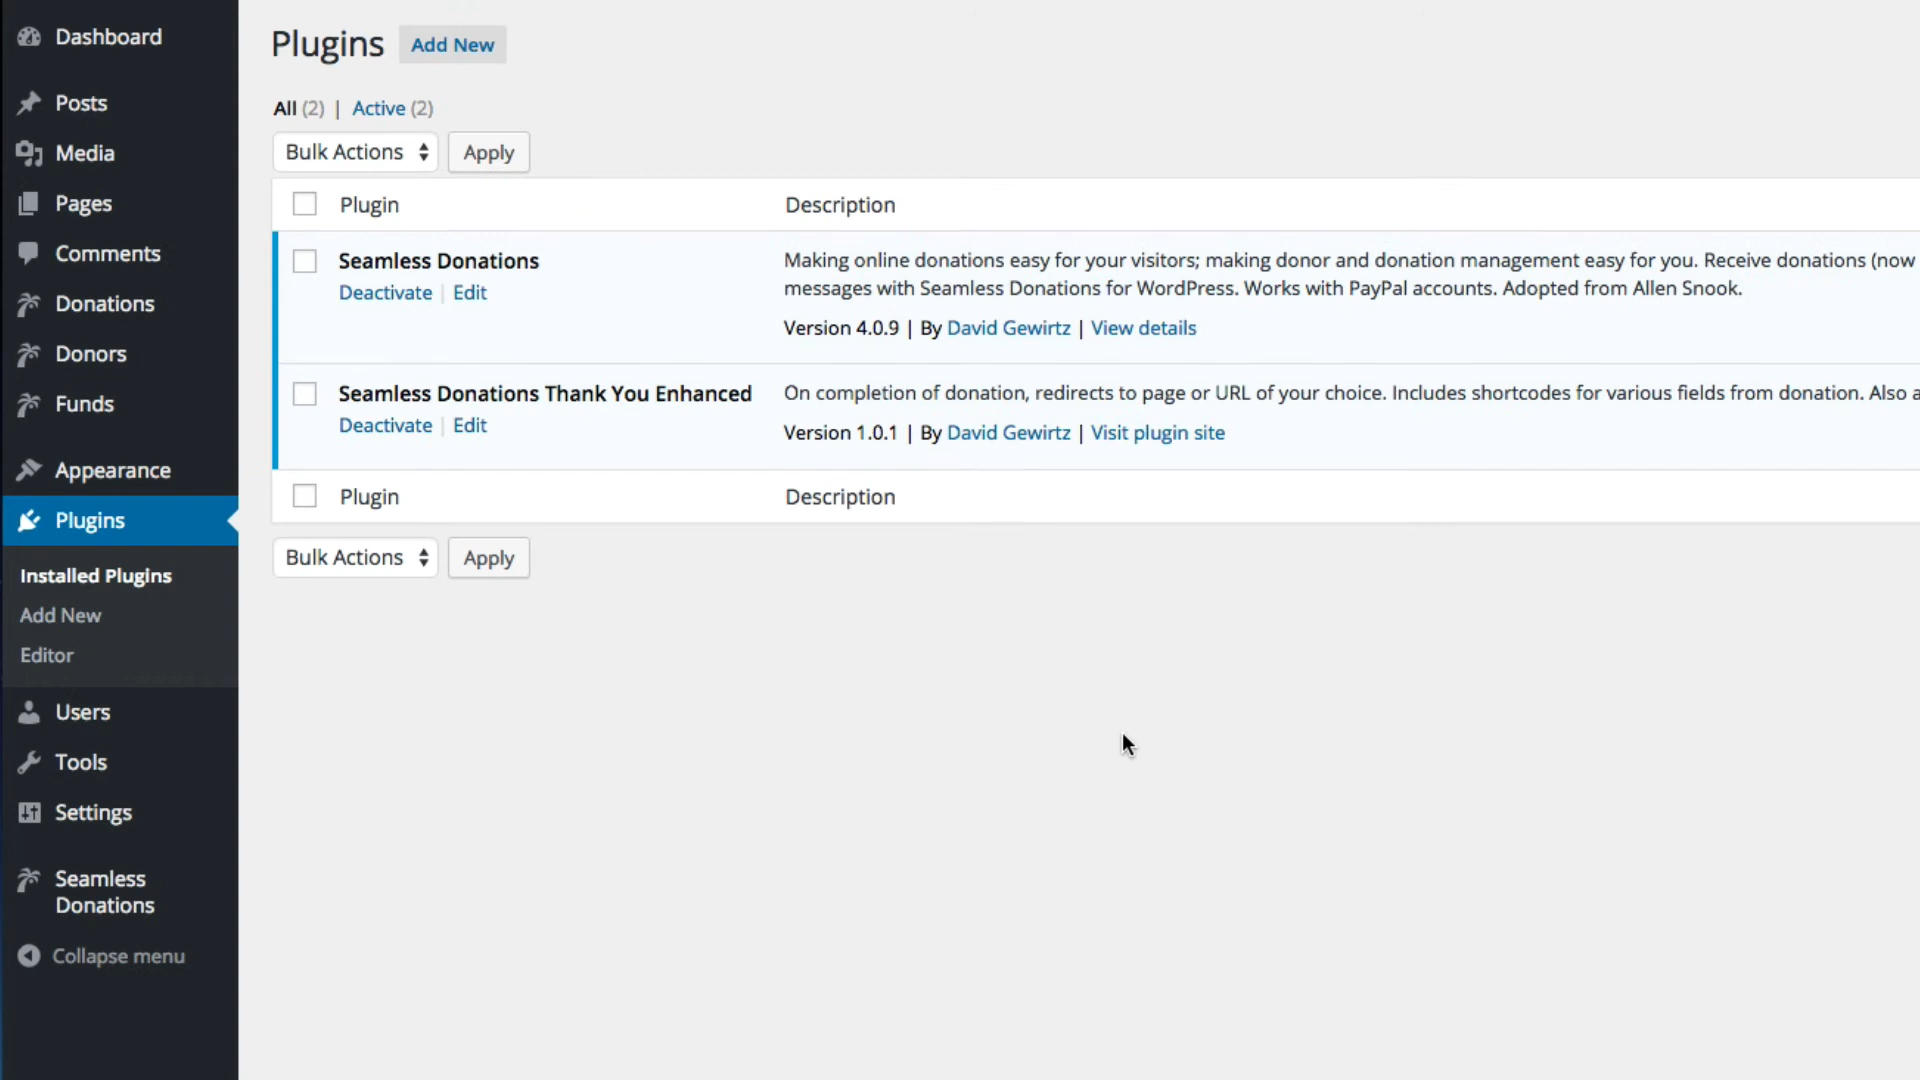 Dashboard
Posts
Media
Pages
Comments
Donations
Donors
Funds
Appearance
Plugins
Installed Plugins
Add New
Editor
Users
Tools
Settings
Seamless
Donations
Collapse menu
Plugins Add New
All (2) | Active (2)
Bulk Actions Apply
Plugin Description
Seamless Donations
Deactivate | Edit
Making online donations easy for your visitors; making donor and donation management easy for you. Receive donations (now
messages with Seamless Donations for WordPress. Works with PayPal accounts. Adopted from Allen Snook.
Version 4.0.9 | By David Gewirtz | View details
Seamless Donations Thank You Enhanced
Deactivate | Edit
On completion of donation, redirects to page or URL of your choice. Includes shortcodes for various fields from donation. Also a
Version 1.0.1 | By David Gewirtz | Visit plugin site
Plugin Description
Bulk Actions Apply